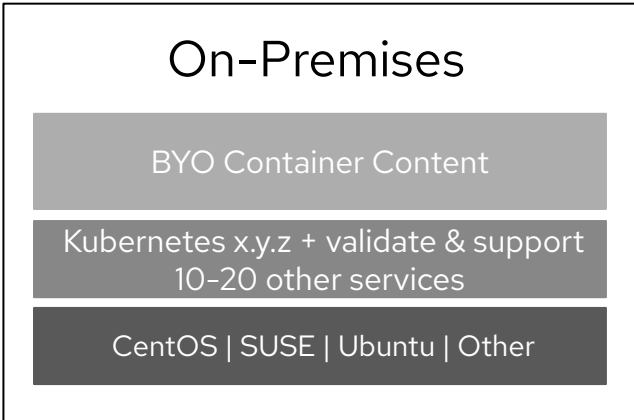 On-Premises
BYO Container Content
Kubernetes x.y.z + validate & support
10-20 other services
CentOS | SUSE | Ubuntu | Other